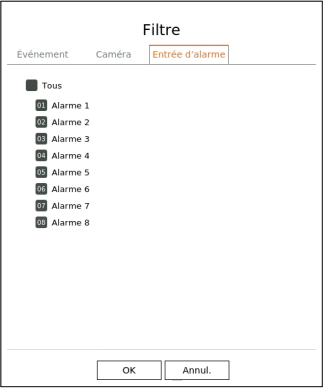 Filtre
Événement Caméra Entrée d'alarme
Tous
01 Alarme 1
02 Alarme 2
03 Alarme 3
04 Alarme 4
05 Alarme 5
06 Alarme 6
07 Alarme 7
08 Alarme 8
OK Annul.